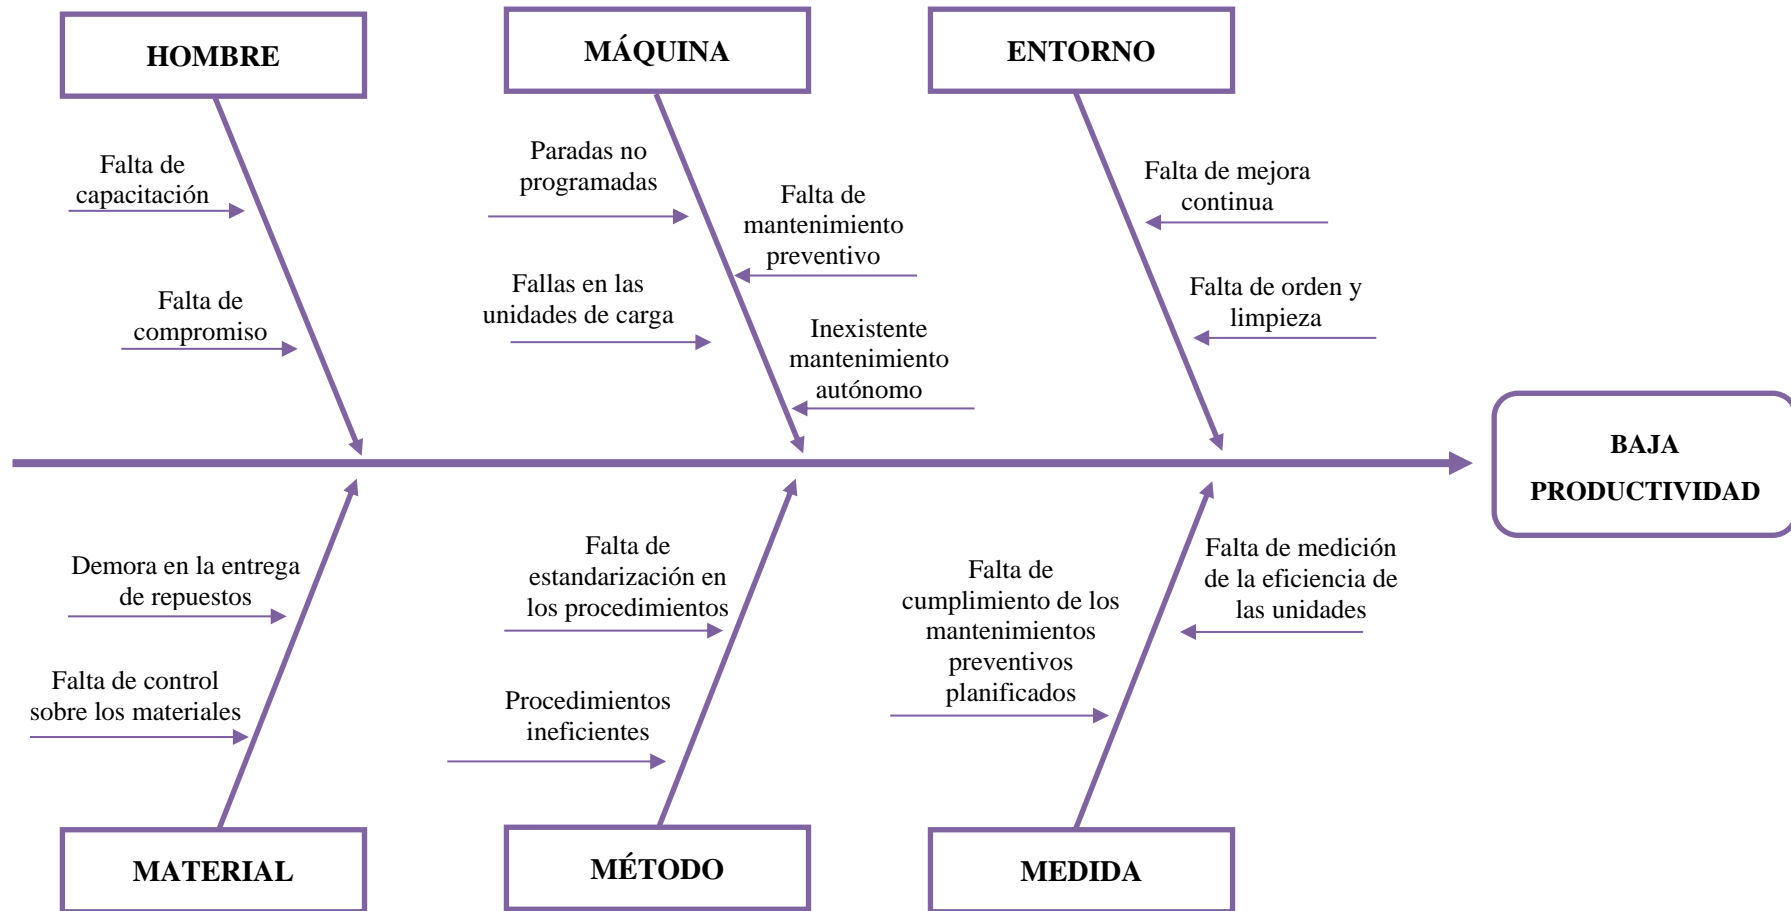 HOMBRE
MÁQUINA
ENTORNO
Falta de
capacitación
Falta de
compromiso
Paradas no
programadas
Fallas en las
unidades de carga
Falta de
mantenimiento
preventivo
Inexistente
mantenimiento
autónomo
Falta de mejora
continua
Falta de orden y
limpieza
BAJA
PRODUCTIVIDAD
Demora en la entrega
de repuestos
Falta de control
sobre los materiales
Falta de
estandarización en
los procedimientos
Procedimientos
ineficientes
Falta de
cumplimiento de los
mantenimientos
preventivos
planificados
Falta de medición
de la eficiencia de
las unidades
MATERIAL
MÉTODO
MEDIDA